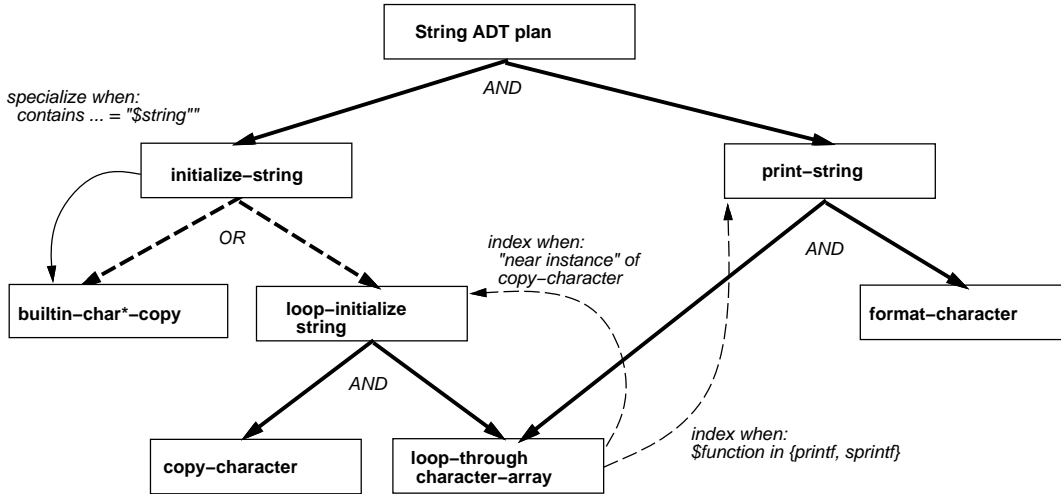 String ADT plan
AND
specialize when:
contains ... = "$string""
initialize-string
print-string
OR
AND
index when:
"near instance" of
copy-character
builtin-char*-copy
loop-initialize
string
format-character
AND
copy-character
loop-through
character-array
index when:
$function in {printf, sprintf}